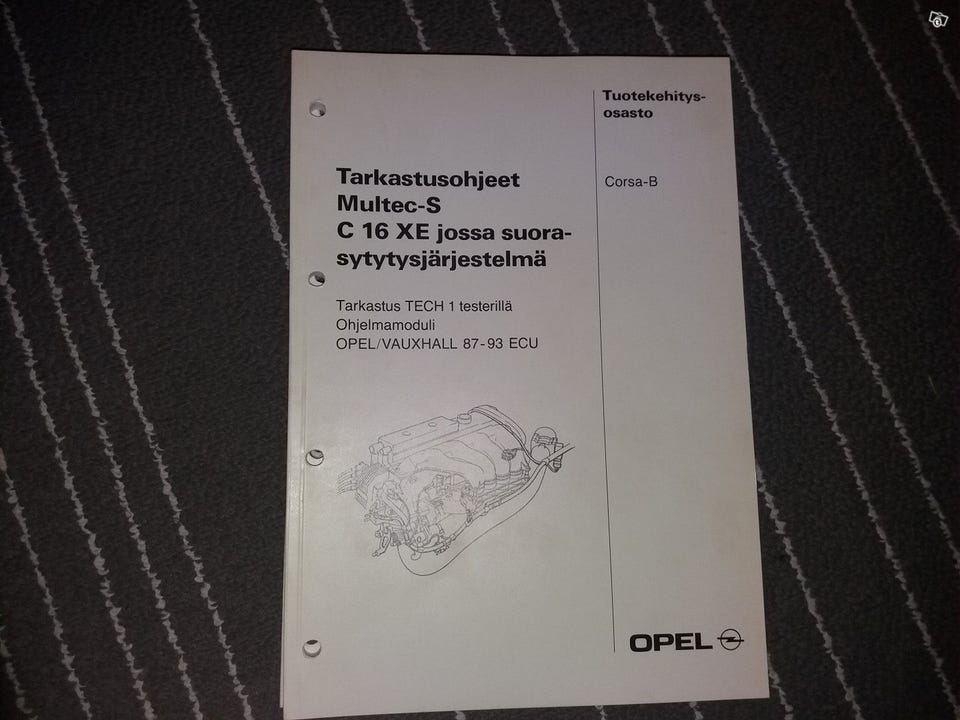 Tuotekehitys-
osasto
Corsa-B
Tarkastusohjeet
Multec-S
C 16 XE jossa suora-
sytytysjärjestelmä
Tarkastus TECH 1 testerillä
Ohjelmamoduli
OPEL/VAUXHALL 87-93 ECU
OPEL